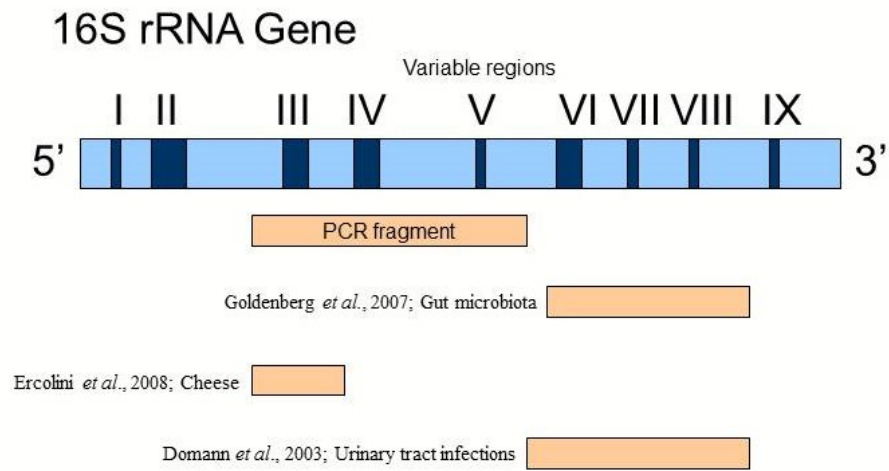 16S rRNA Gene
Variable regions
I II III IV V VI VII VIII IX
5’ 3’
PCR fragment
Goldenberg et al., 2007; Gut microbiota
Ercolini et al., 2008; Cheese
Domann et al., 2003; Urinary tract infections